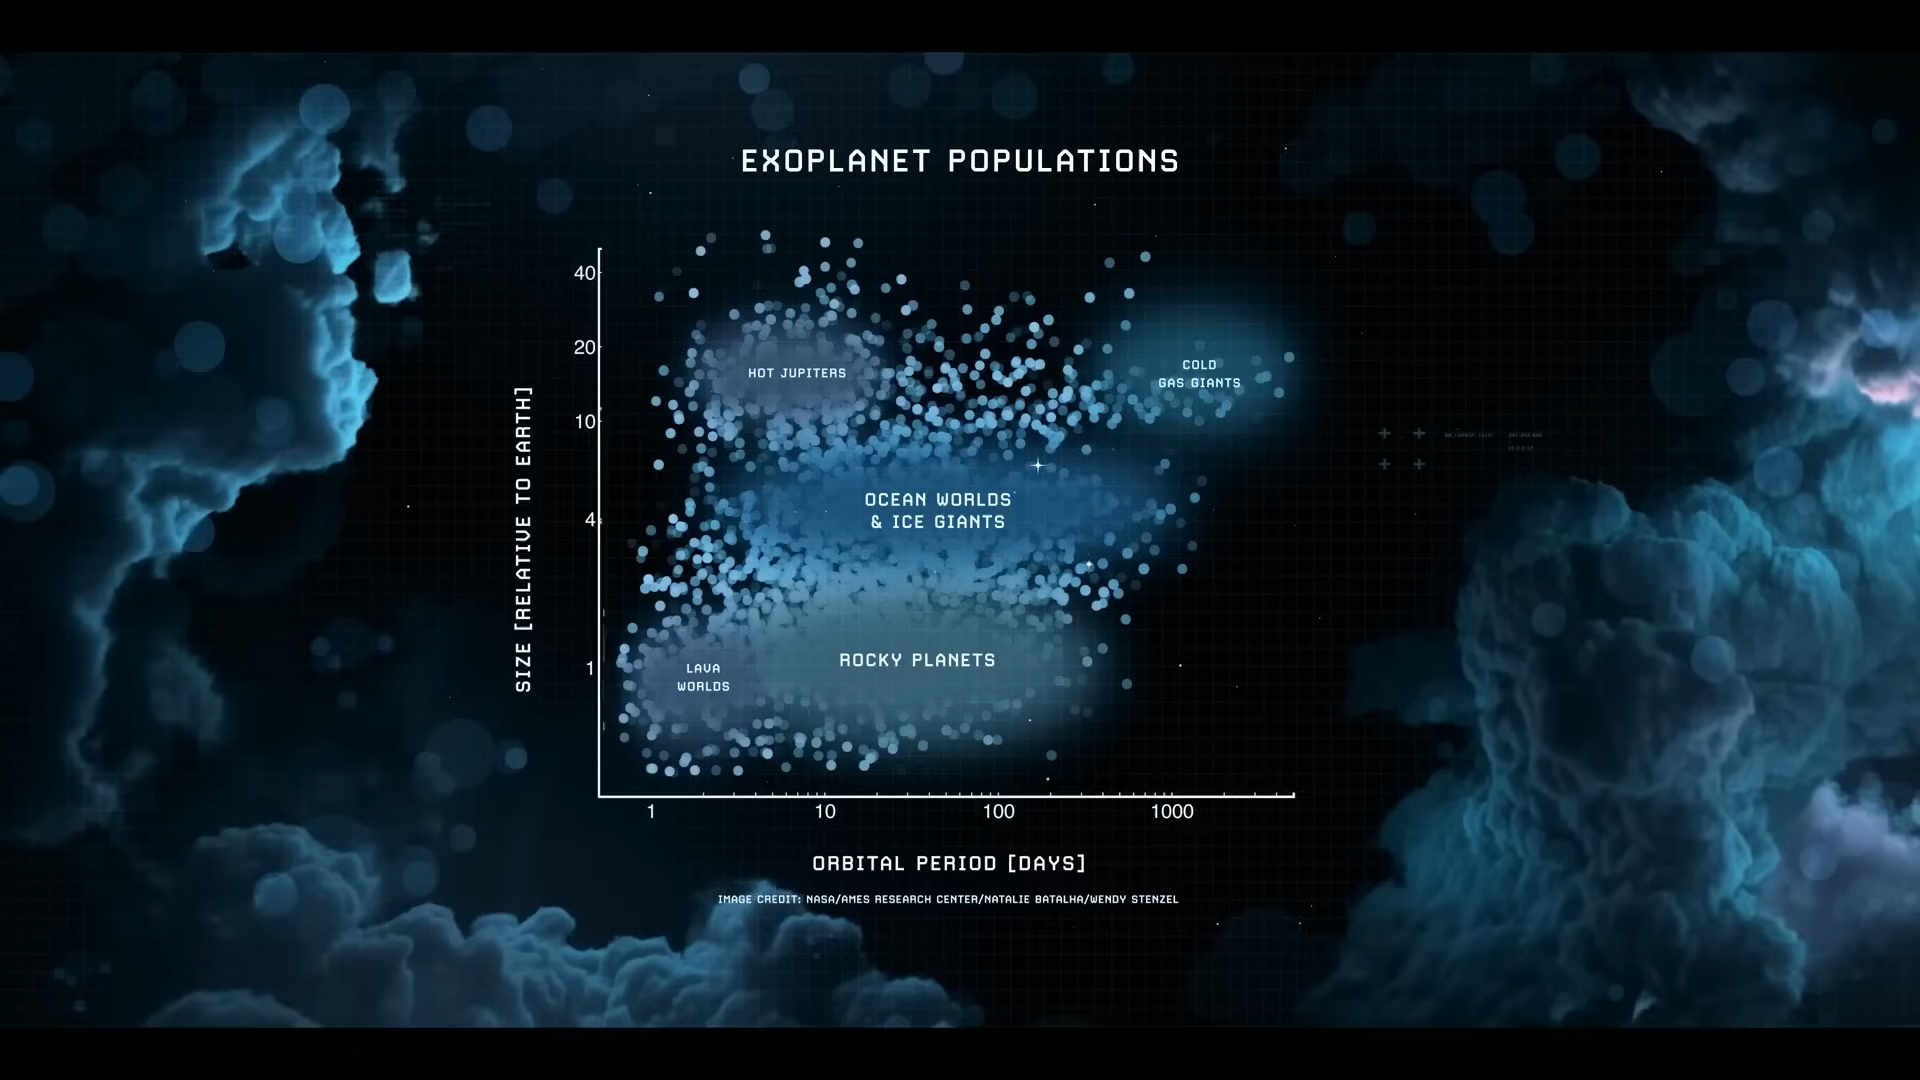 EXOPLANET POPULATIONS
40
20
10
4
1
SIZE [RELATIVE TO EARTH]
HOT JUPITERS
COLD
GAS GIANTS
OCEAN WORLDS
& ICE GIANTS
ROCKY PLANETS
LAVA
WORLDS
1 10 100 1000
ORBITAL PERIOD [DAYS]
IMAGE CREDIT: NASA/AMES RESEARCH CENTER/NATALIE BATALHA/WENDY STENZEL